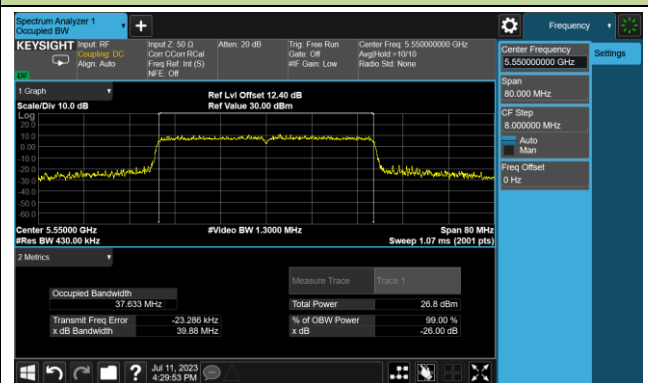 Spectrum Analyzer 1
Occupied BW
+
Frequency
KEYSIGHT
Input: RF
Coupling: DC
Align: Auto
Input Z: 50 Ω
Corr CCorr RCal
Freq Ref: Int (S)
NFE: Off
Atten: 20 dB
Trig: Free Run
Gate: Off
#IF Gain: Low
Center Freq: 5.550000000 GHz
Avg|Hold:>10/10
Radio Std: None
LXI
Center Frequency
5.550000000 GHz
Settings
Span
80.000 MHz
CF Step
8.000000 MHz
Auto
Man
Freq Offset
0 Hz
1 Graph
Scale/Div 10.0 dB
Ref Lvl Offset 12.40 dB
Ref Value 30.00 dBm
Log
20.0
10.0
0.00
-10.0
-20.0
-30.0
-40.0
-50.0
-60.0
Center 5.55000 GHz
#Video BW 1.3000 MHz
Span 80 MHz
#Res BW 430.00 kHz
Sweep 1.07 ms (2001 pts)
2 Metrics
Measure Trace
Trace 1
Occupied Bandwidth
37.633 MHz
Total Power
26.8 dBm
Transmit Freq Error
-23.286 kHz
% of OBW Power
99.00 %
x dB Bandwidth
39.88 MHz
x dB
-26.00 dB
?
Jul 11, 2023
4:29:53 PM